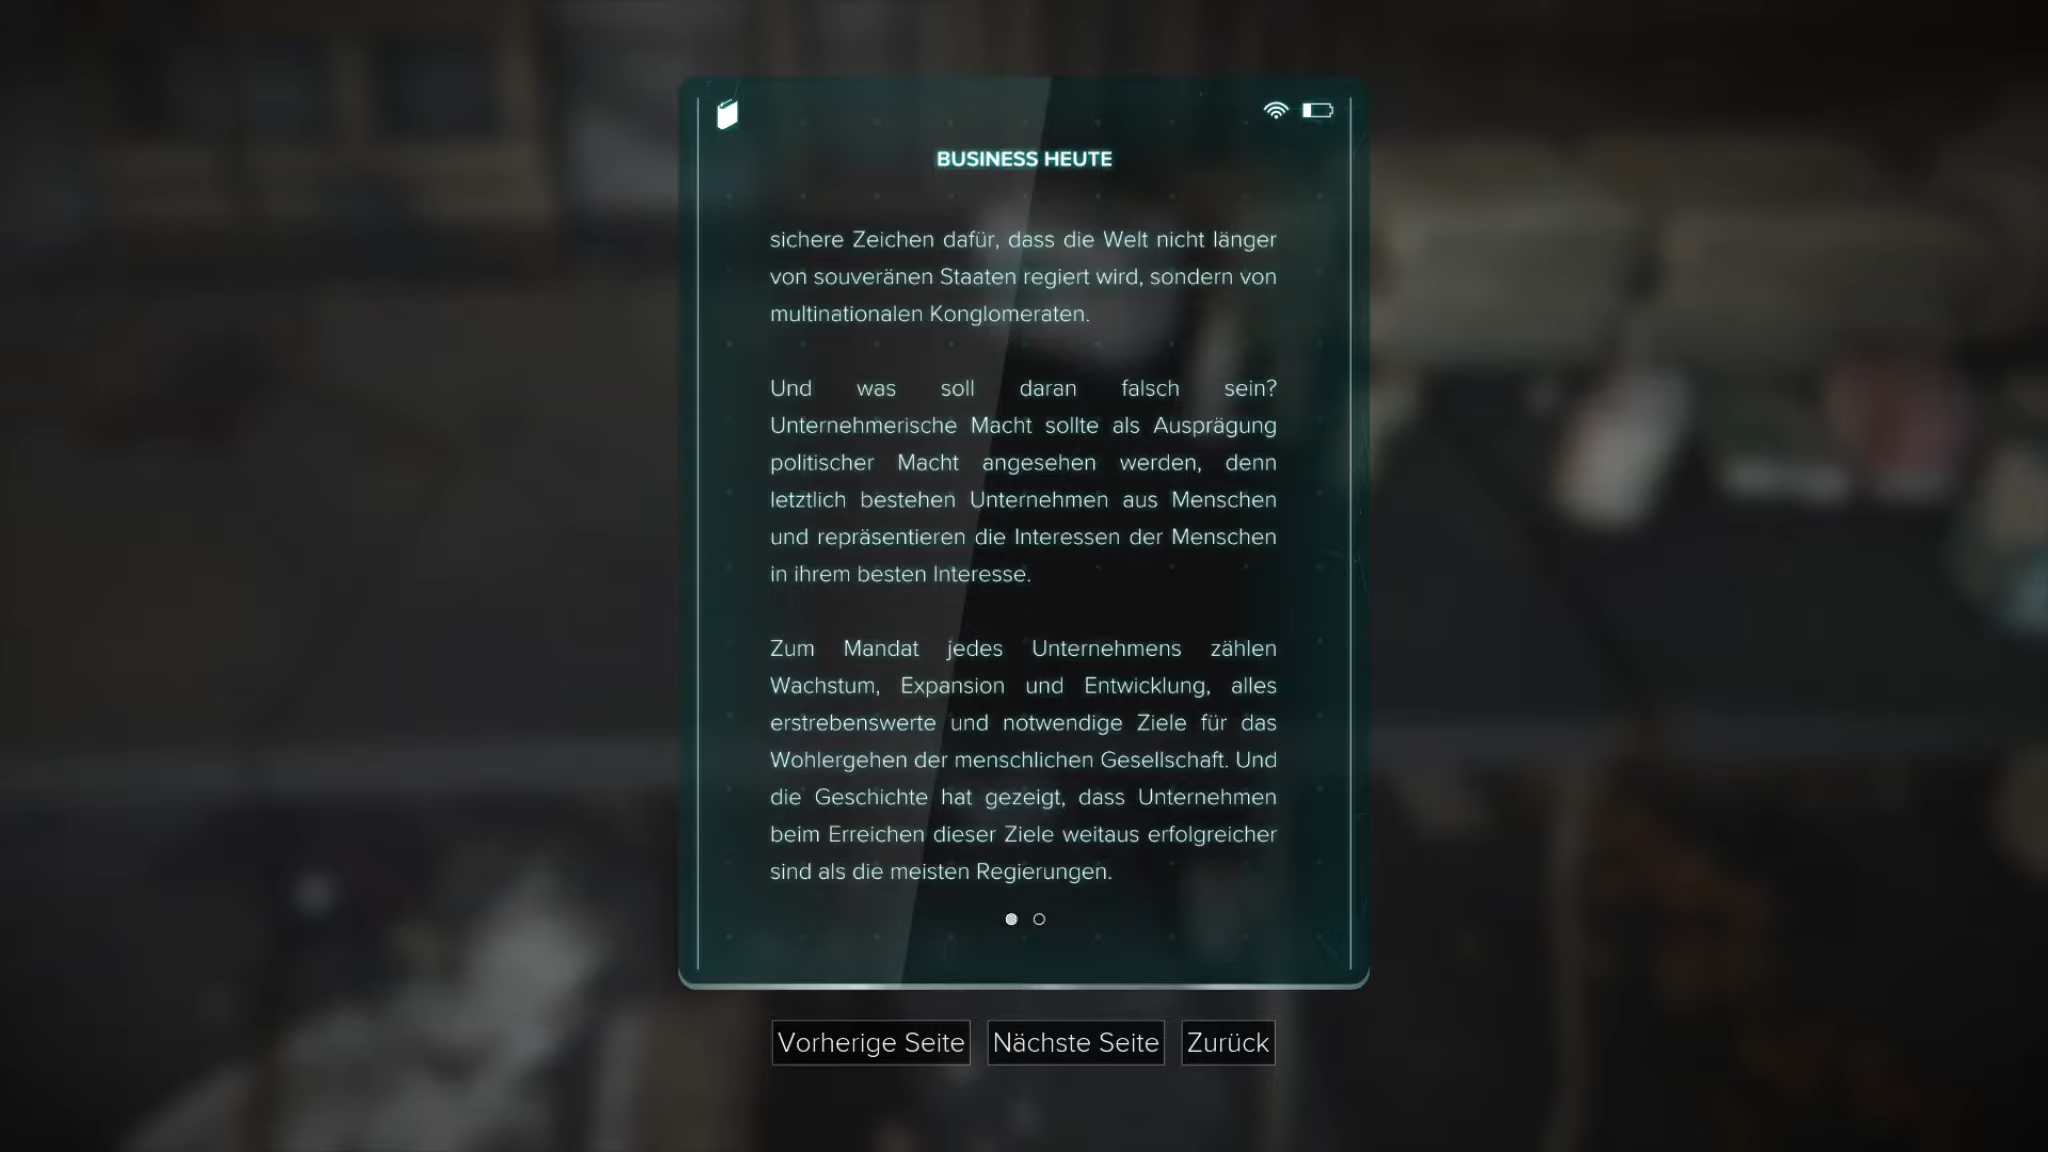 BUSINESS HEUTE
sichere Zeichen dafür, dass die Welt nicht länger
von souveränen Staaten regiert wird, sondern von
multinationalen Konglomeraten.
Und was soll daran falsch sein?
Unternehmerische Macht sollte als Ausprägung
politischer Macht angesehen werden, denn
letztlich bestehen Unternehmen aus Menschen
und repräsentieren die Interessen der Menschen
in ihrem besten Interesse.
Zum Mandat jedes Unternehmens zählen
Wachstum, Expansion und Entwicklung, alles
erstrebenswerte und notwendige Ziele für das
Wohlergehen der menschlichen Gesellschaft. Und
die Geschichte hat gezeigt, dass Unternehmen
beim Erreichen dieser Ziele weitaus erfolgreicher
sind als die meisten Regierungen.
Vorherige Seite
Nächste Seite
Zurück